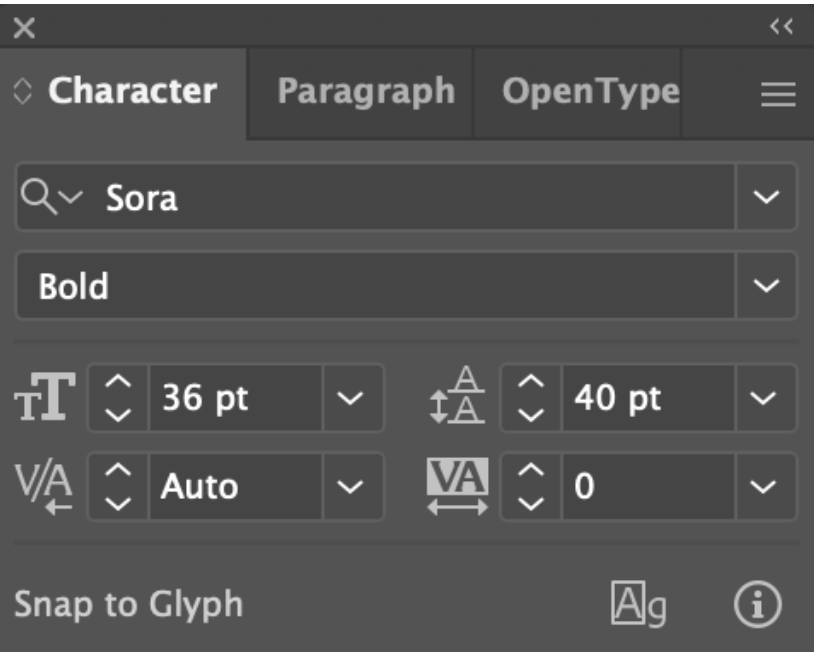 Character Paragraph OpenType
Sora
Bold
36 pt 40 pt
Auto 0
Snap to Glyph